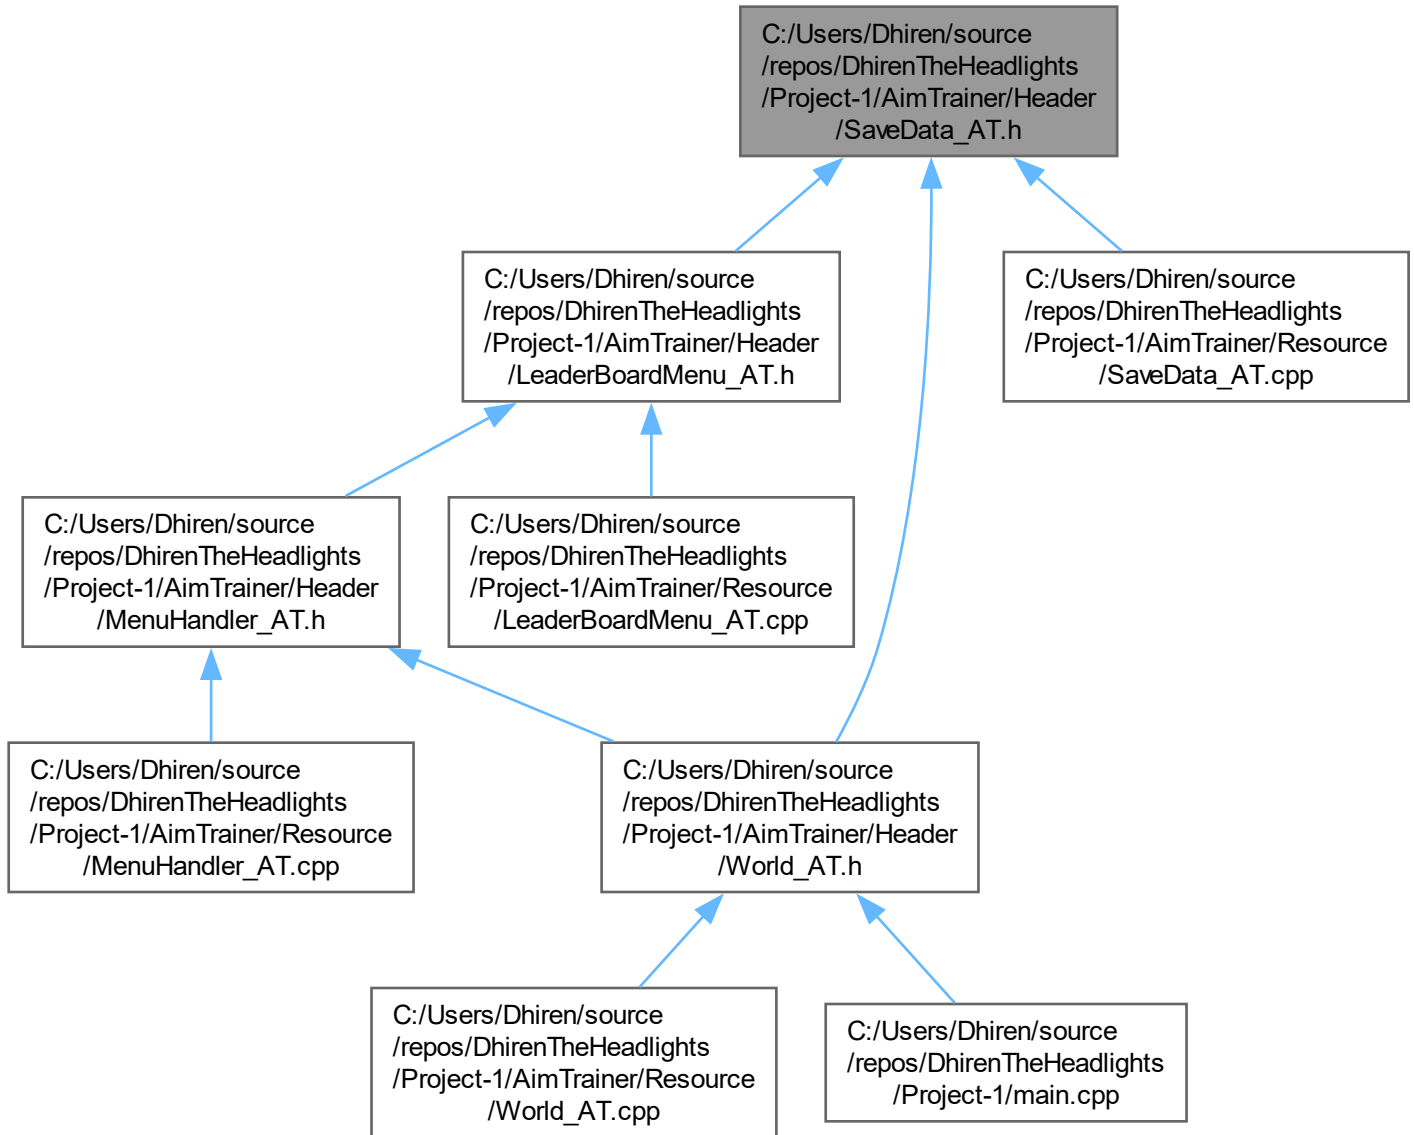 C:/Users/Dhiren/source
/repos/DhirenTheHeadlights
/Project-1/AimTrainer/Header
/SaveData_AT.h
C:/Users/Dhiren/source
/repos/DhirenTheHeadlights
/Project-1/AimTrainer/Header
/LeaderBoardMenu_AT.h
C:/Users/Dhiren/source
/repos/DhirenTheHeadlights
/Project-1/AimTrainer/Resource
/SaveData_AT.cpp
C:/Users/Dhiren/source
/repos/DhirenTheHeadlights
/Project-1/AimTrainer/Header
/MenuHandler_AT.h
C:/Users/Dhiren/source
/repos/DhirenTheHeadlights
/Project-1/AimTrainer/Resource
/LeaderBoardMenu_AT.cpp
C:/Users/Dhiren/source
/repos/DhirenTheHeadlights
/Project-1/AimTrainer/Resource
/MenuHandler_AT.cpp
C:/Users/Dhiren/source
/repos/DhirenTheHeadlights
/Project-1/AimTrainer/Header
/World_AT.h
C:/Users/Dhiren/source
/repos/DhirenTheHeadlights
/Project-1/AimTrainer/Resource
/World_AT.cpp
C:/Users/Dhiren/source
/repos/DhirenTheHeadlights
/Project-1/main.cpp